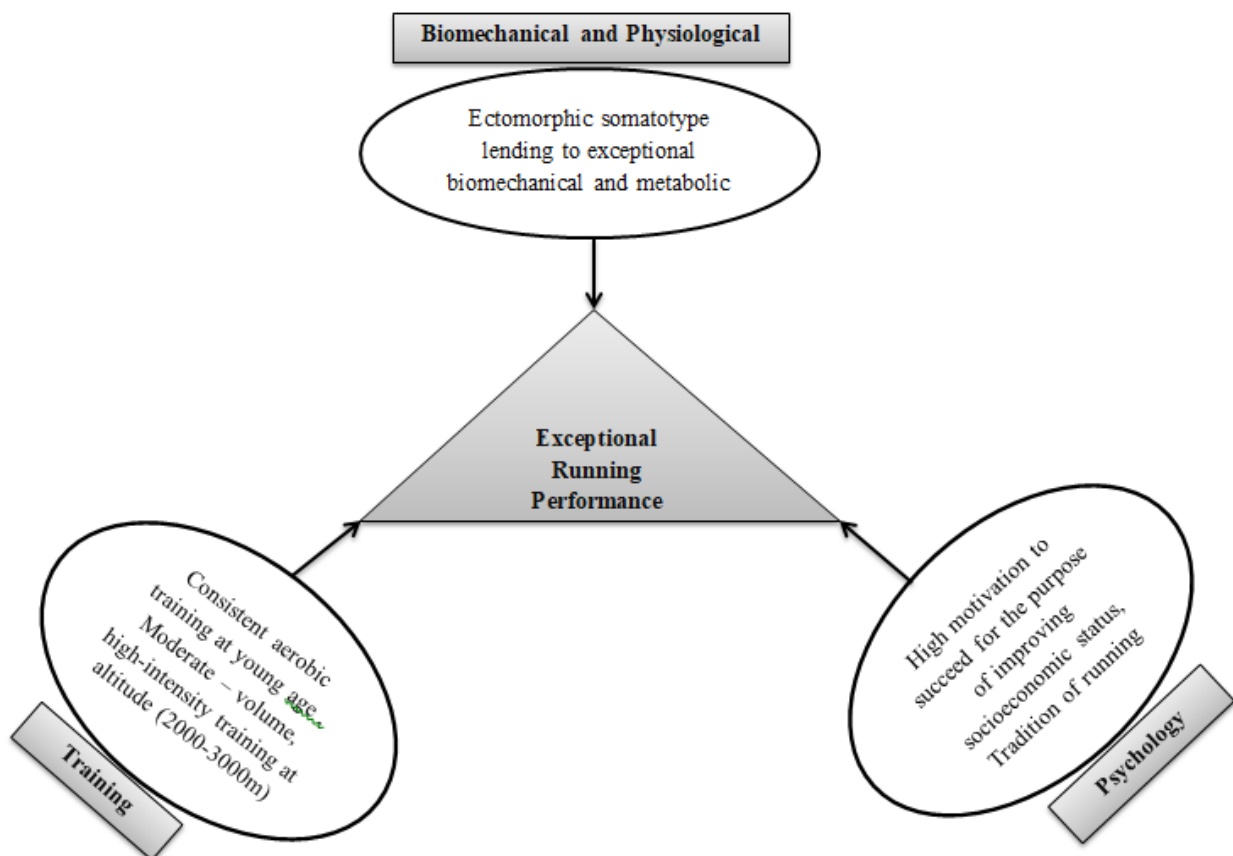 Biomechanical and Physiological
Ectomorphic somatotype
lending to exceptional
biomechanical and metabolic
Exceptional
Running
Performance
Consistent aerobic
training at young age
Moderate – volume,
high-intensity training at
altitude (2000-3000m)
Training
High motivation to
succeed for the purpose
of improving
socioeconomic status,
Tradition of running
Psychology